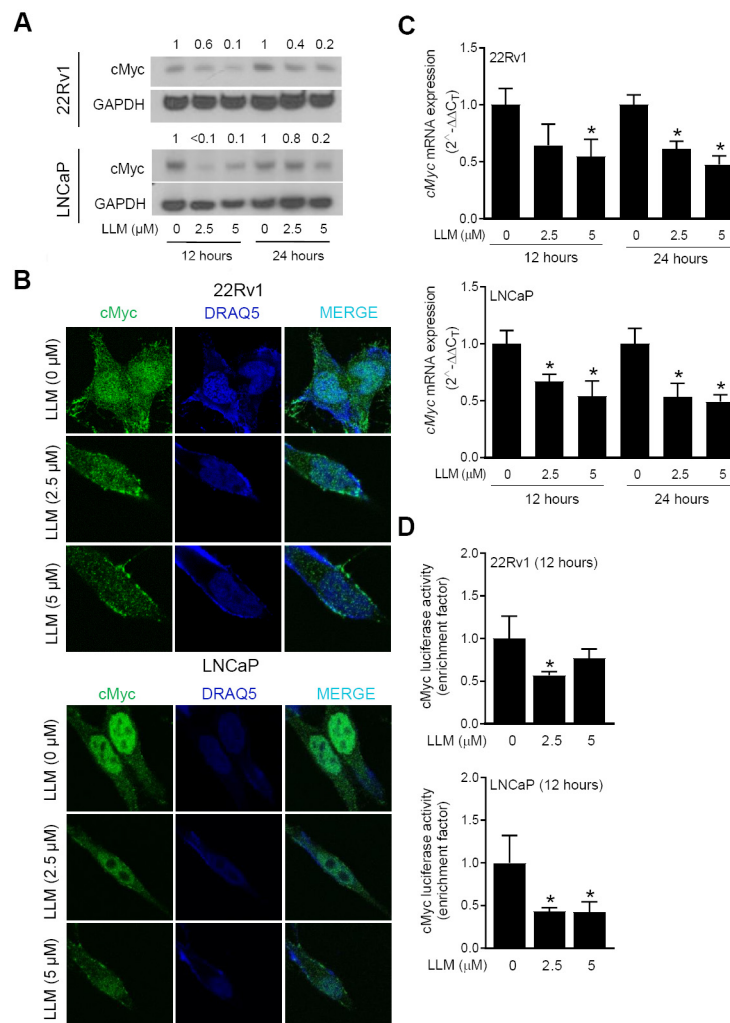 A
1 0.6 0.1 1 0.4 0.2
22Rv1
cMyc
GAPDH
1 <0.1 0.1 1 0.8 0.2
LNCaP
cMyc
GAPDH
LLM (µM) 0 2.5 5 0 2.5 5
12 hours 24 hours
B
22Rv1
cMyc DRAQ5 MERGE
LLM (0 µM)
LLM (2.5 µM)
LLM (5 µM)
LNCaP
cMyc DRAQ5 MERGE
LLM (0 µM)
LLM (2.5 µM)
LLM (5 µM)
C
22Rv1
cMyc mRNA expression
(2^-ΔΔCT)
1.5
1.0
0.5
0.0
* * *
LLM (µM) 0 2.5 5 0 2.5 5
12 hours 24 hours
LNCaP
cMyc mRNA expression
(2^-ΔΔCT)
1.5
1.0
0.5
0.0
* * * *
LLM (µM) 0 2.5 5 0 2.5 5
12 hours 24 hours
D
22Rv1 (12 hours)
cMyc luciferase activity
(enrichment factor)
2.0
1.5
1.0
0.5
0.0
*
LLM (µM) 0 2.5 5
LNCaP (12 hours)
cMyc luciferase activity
(enrichment factor)
2.0
1.5
1.0
0.5
0.0
* *
LLM (µM) 0 2.5 5